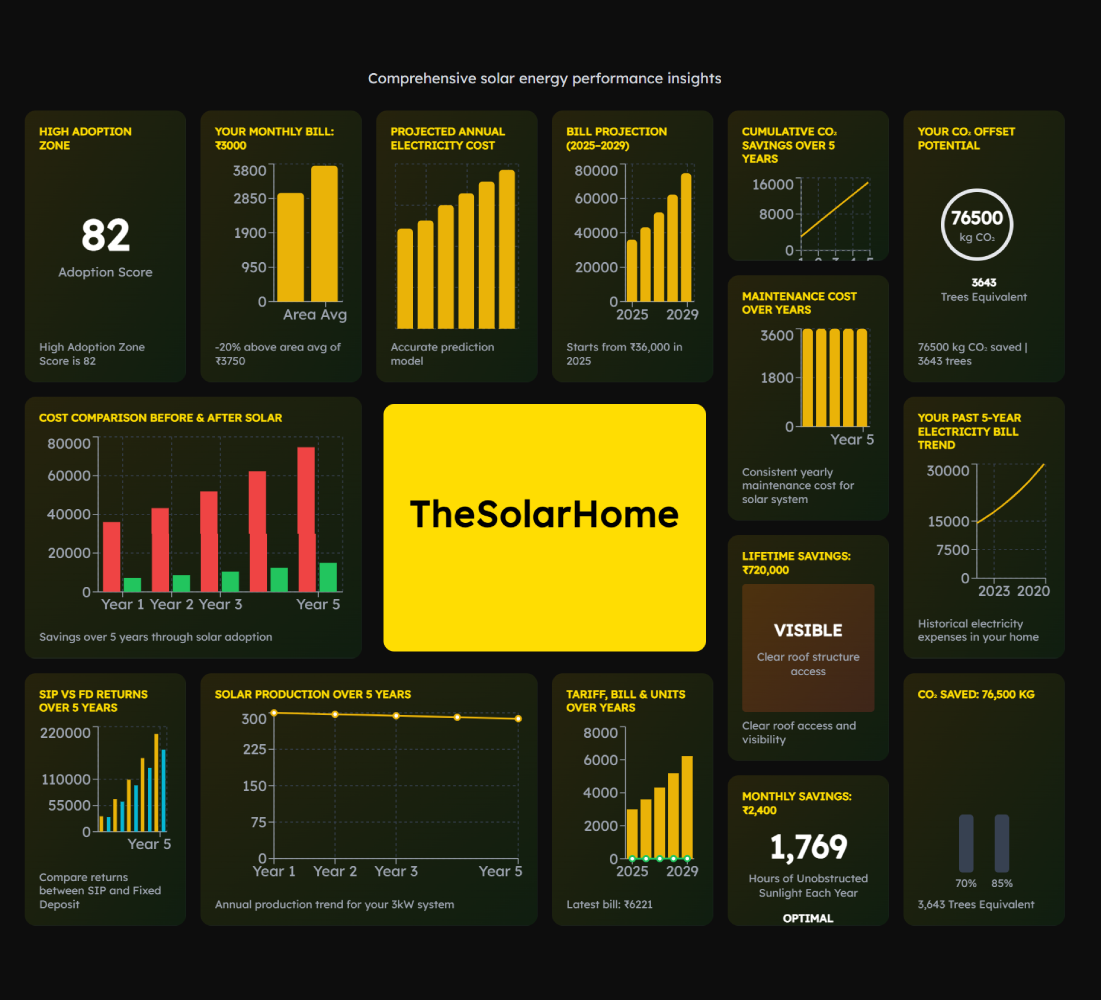 Comprehensive solar energy performance insights
HIGH ADOPTION
ZONE
82
Adoption Score
High Adoption Zone
Score is 82
YOUR MONTHLY BILL:
₹3000
3800
2850
1900
950
0
Area Avg
-20% above area avg of
₹3750
PROJECTED ANNUAL
ELECTRICITY COST
Accurate prediction
model
BILL PROJECTION
(2025–2029)
80000
60000
40000
20000
0
2025 2029
Starts from ₹36,000 in
2025
CUMULATIVE CO₂
SAVINGS OVER 5
YEARS
16000
8000
0
1 2 3 4 5
YOUR CO₂ OFFSET
POTENTIAL
76500
kg CO₂
3643
Trees Equivalent
76500 kg CO₂ saved |
3643 trees
MAINTENANCE COST
OVER YEARS
3600
1800
0
Year 5
Consistent yearly
maintenance cost for
solar system
COST COMPARISON BEFORE & AFTER SOLAR
80000
60000
40000
20000
0
Year 1 Year 2 Year 3 Year 5
Savings over 5 years through solar adoption
TheSolarHome
YOUR PAST 5-YEAR
ELECTRICITY BILL
TREND
30000
15000
7500
0
2023 2020
Historical electricity
expenses in your home
LIFETIME SAVINGS:
₹720,000
VISIBLE
Clear roof structure
access
Clear roof access and
visibility
SIP VS FD RETURNS
OVER 5 YEARS
220000
110000
55000
0
Year 5
Compare returns
between SIP and Fixed
Deposit
SOLAR PRODUCTION OVER 5 YEARS
300
225
150
75
0
Year 1 Year 2 Year 3 Year 5
Annual production trend for your 3kW system
TARIFF, BILL & UNITS
OVER YEARS
8000
6000
4000
2000
0
2025 2029
Latest bill: ₹6221
MONTHLY SAVINGS:
₹2,400
1,769
Hours of Unobstructed
Sunlight Each Year
OPTIMAL
CO₂ SAVED: 76,500 KG
70% 85%
3,643 Trees Equivalent